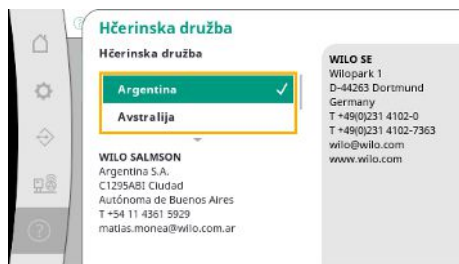 Hčerinska družba
Hčerinska družba
Argentina
Avstralija
WILO SALMSON
Argentina S.A.
C1295ABI Ciudad
Autónoma de Buenos Aires
T +54 11 4361 5929
matias.monea@wilo.com.ar
WILO SE
Wilopark 1
D-44263 Dortmund
Germany
T +49(0)231 4102-0
T +49(0)231 4102-7363
wilo@wilo.com
www.wilo.com